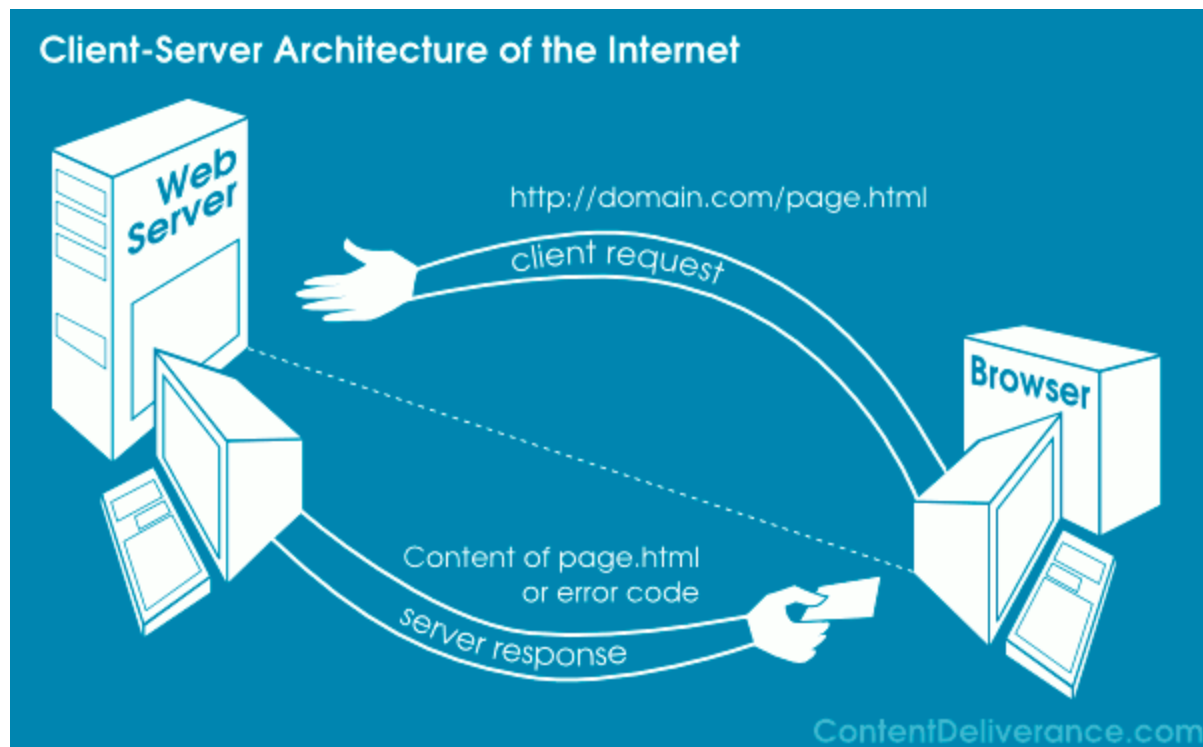 Client-Server Architecture of the Internet
Web
Server
http://domain.com/page.html
client request
Browser
Content of page.html
or error code
server response
ContentDeliverance.com